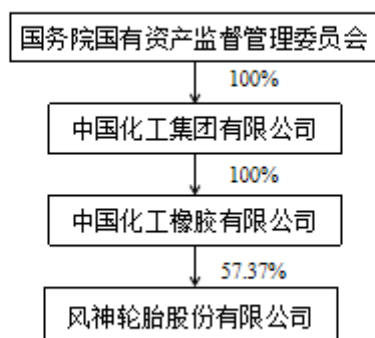 国务院国有资产监督管理委员会
100%
中国化工集团有限公司
100%
中国化工橡胶有限公司
57.37%
风神轮胎股份有限公司